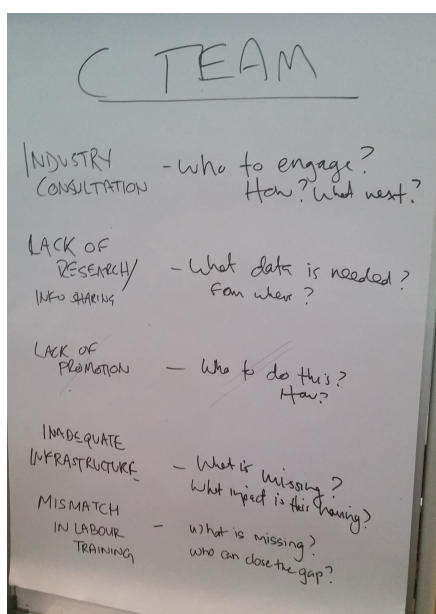 C TEAM
INDUSTRY CONSULTATION - Who to engage?
How? What next?
LACK OF RESEARCH/ INFO SHARING - What data is needed?
From where?
LACK OF PROMOTION - Who to do this?
How?
INADEQUATE INFRASTRUCTURE - What is missing?
What impact is this having?
MISMATCH IN LABOUR TRAINING - What is missing?
Who can close the gap?